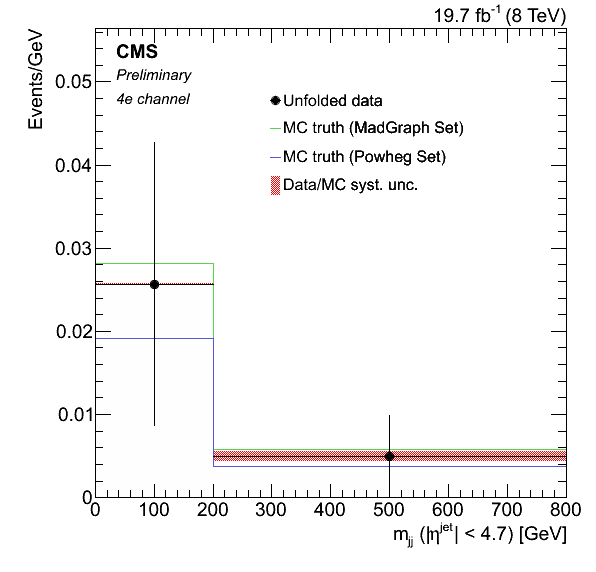 19.7 fb⁻¹ (8 TeV)
Events/GeV
CMS
Preliminary
4e channel
Unfolded data
MC truth (MadGraph Set)
MC truth (Powheg Set)
Data/MC syst. unc.
0.05
0.04
0.03
0.02
0.01
0
0 100 200 300 400 500 600 700 800
m_jj (|η^jet| < 4.7) [GeV]